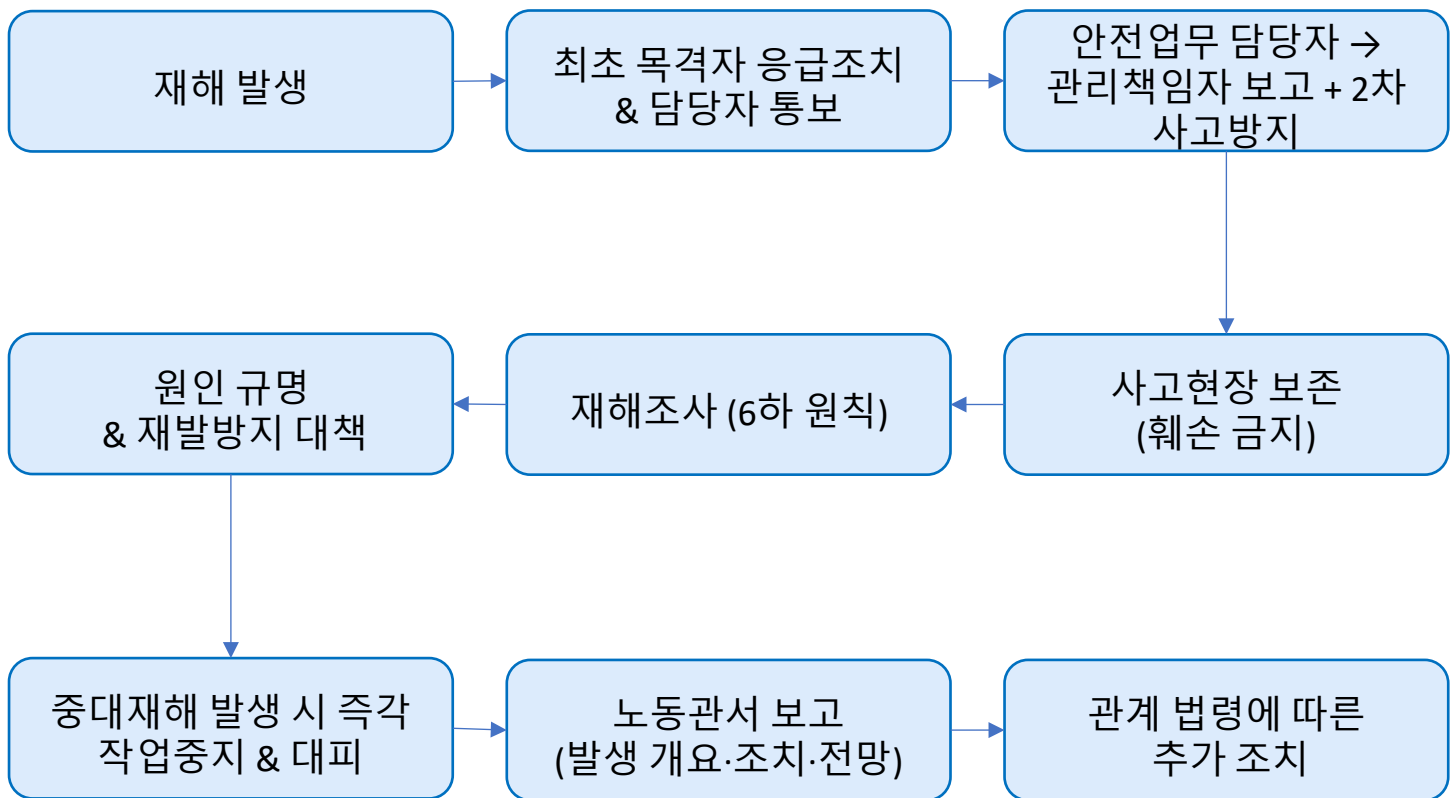 재해 발생
최초 목격자 응급조치
& 담당자 통보
안전업무 담당자 →
관리책임자 보고 + 2차
사고방지
사고현장 보존
(훼손 금지)
재해조사 (6하 원칙)
원인 규명
& 재발방지 대책
중대재해 발생 시 즉각
작업중지 & 대피
노동관서 보고
(발생 개요·조치·전망)
관계 법령에 따른
추가 조치